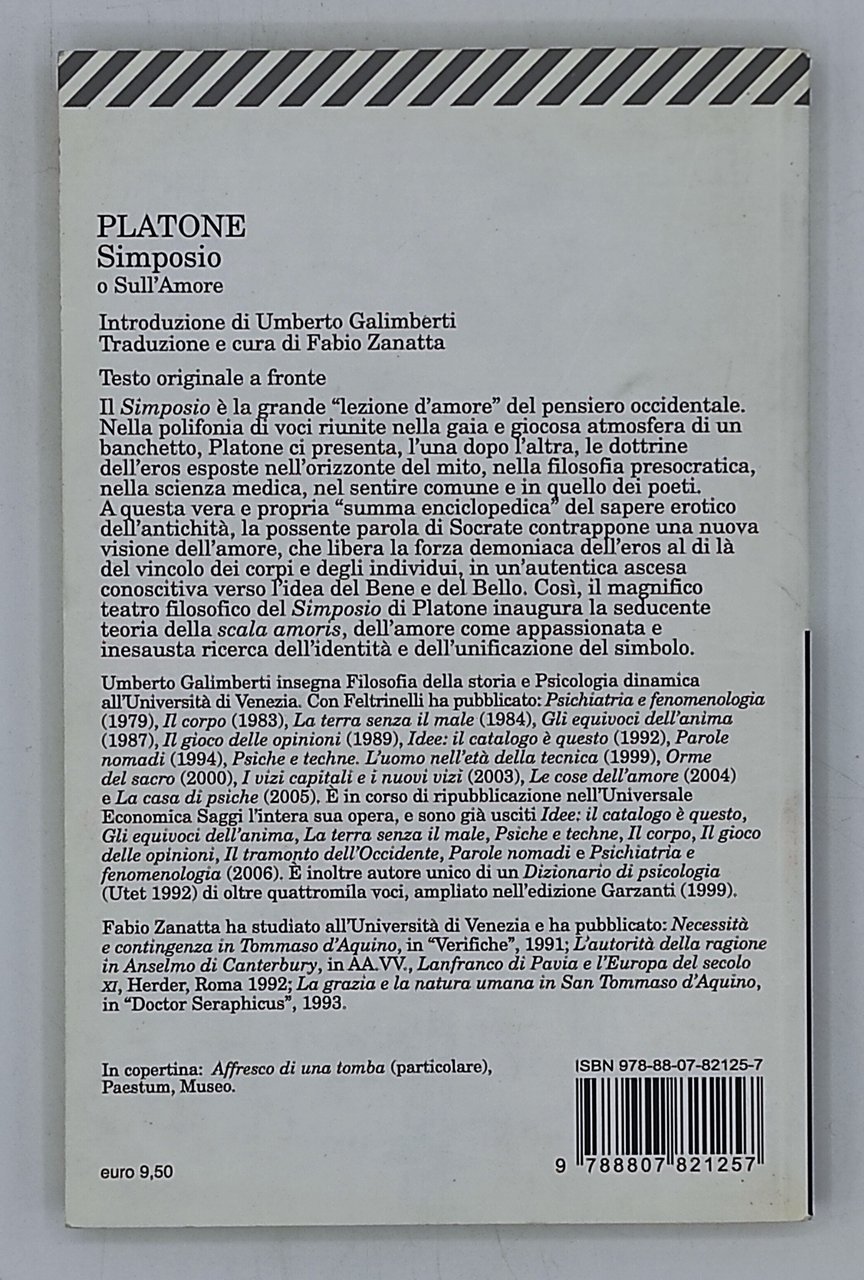 PLATONE
Simposio
o Sull'Amore
Introduzione di Umberto Galimberti
Traduzione e cura di Fabio Zanatta
Testo originale a fronte
Il Simposio è la grande “lezione d'amore” del pensiero occidentale.
Nella polifonia di voci riunite nella gaia e giocosa atmosfera di un
banchetto, Platone ci presenta, l'una dopo l'altra, le dottrine
dell'eros esposte nell'orizzonte del mito, nella filosofia presocratica,
nella scienza medica, nel sentire comune e in quello dei poeti.
A questa vera e propria “summa enciclopedica” del sapere erotico
dell'antichità, la possente parola di Socrate contrappone una nuova
visione dell'amore, che libera la forza demoniaca dell'eros al di là
del vincolo dei corpi e degli individui, in un'autentica ascesa
conoscitiva verso l'idea del Bene e del Bello. Così, il magnifico
teatro filosofico del Simposio di Platone inaugura la seducente
teoria della scala amoris, dell'amore come appassionata e
inesausta ricerca dell'identità e dell'unificazione del simbolo.
Umberto Galimberti insegna Filosofia della storia e Psicologia dinamica
all'Università di Venezia. Con Feltrinelli ha pubblicato: Psichiatria e fenomenologia
(1979), Il corpo (1983), La terra senza il male (1984), Gli equivoci dell'anima
(1987), Il gioco delle opinioni (1989), Idee: il catalogo è questo (1992), Parole
nomadi (1994), Psiche e techne. L'uomo nell'età della tecnica (1999), Orme
del sacro (2000), I vizi capitali e i nuovi vizi (2003), Le cose dell'amore (2004)
e La casa di psiche (2005). È in corso di ripubblicazione nell'Universale
Economica Saggi l'intera sua opera, e sono già usciti Idee: il catalogo è questo,
Gli equivoci dell'anima, La terra senza il male, Psiche e techne, Il corpo, Il gioco
delle opinioni, Il tramonto dell'Occidente, Parole nomadi e Psichiatria e
fenomenologia (2006). È inoltre autore unico di un Dizionario di psicologia
(Utet 1992) di oltre quattromila voci, ampliato nell'edizione Garzanti (1999).
Fabio Zanatta ha studiato all'Università di Venezia e ha pubblicato: Necessità
e contingenza in Tommaso d'Aquino, in “Verifiche”, 1991; L'autorità della ragione
in Anselmo di Canterbury, in AA.VV., Lanfranco di Pavia e l'Europa del secolo
XI, Herder, Roma 1992; La grazia e la natura umana in San Tommaso d'Aquino,
in “Doctor Seraphicus”, 1993.
In copertina: Affresco di una tomba (particolare),
Paestum, Museo.
ISBN 978-88-07-82125-7
9 788807 821257
euro 9,50